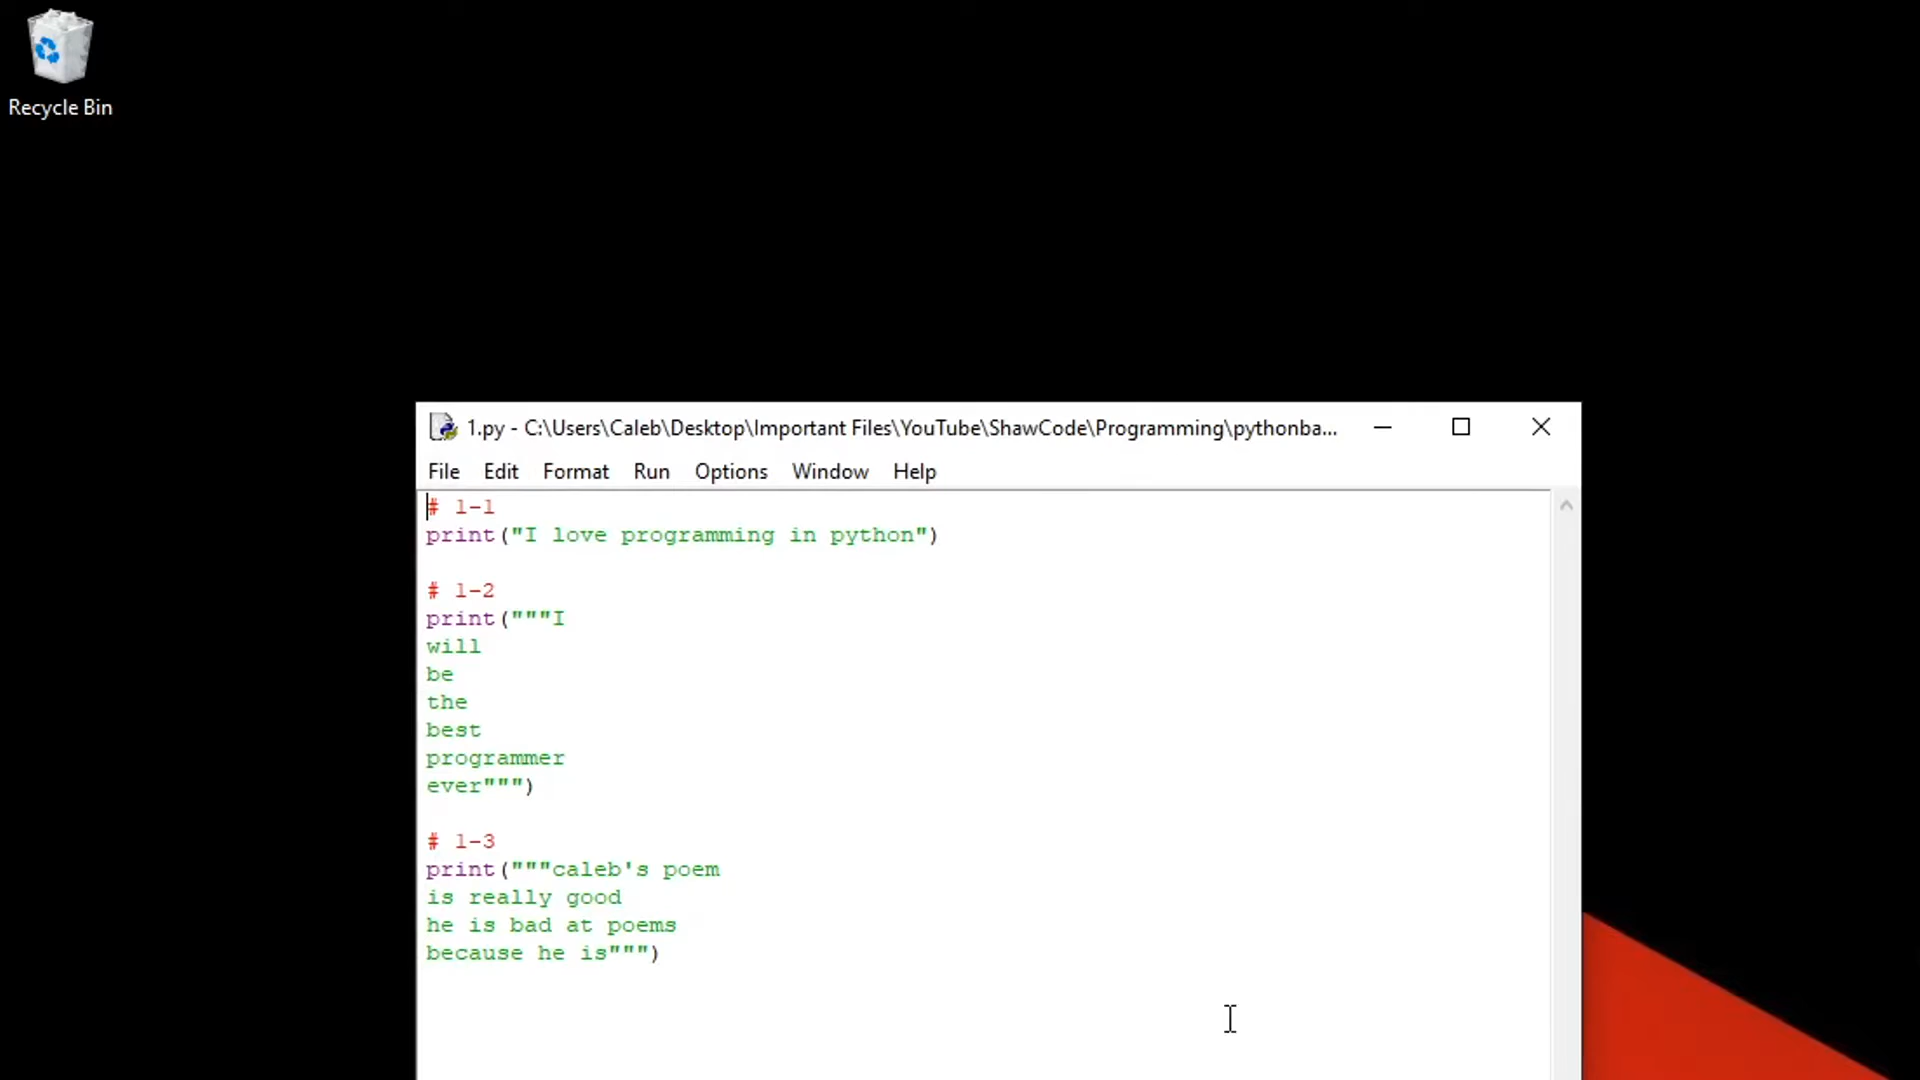 Recycle Bin
1.py - C:\Users\Caleb\Desktop\Important Files\YouTube\ShawCode\Programming\pythonba...
File Edit Format Run Options Window Help
# 1-1
print("I love programming in python")
# 1-2
print("""I
will
be
the
best
programmer
ever""")
# 1-3
print("""caleb's poem
is really good
he is bad at poems
because he is""")